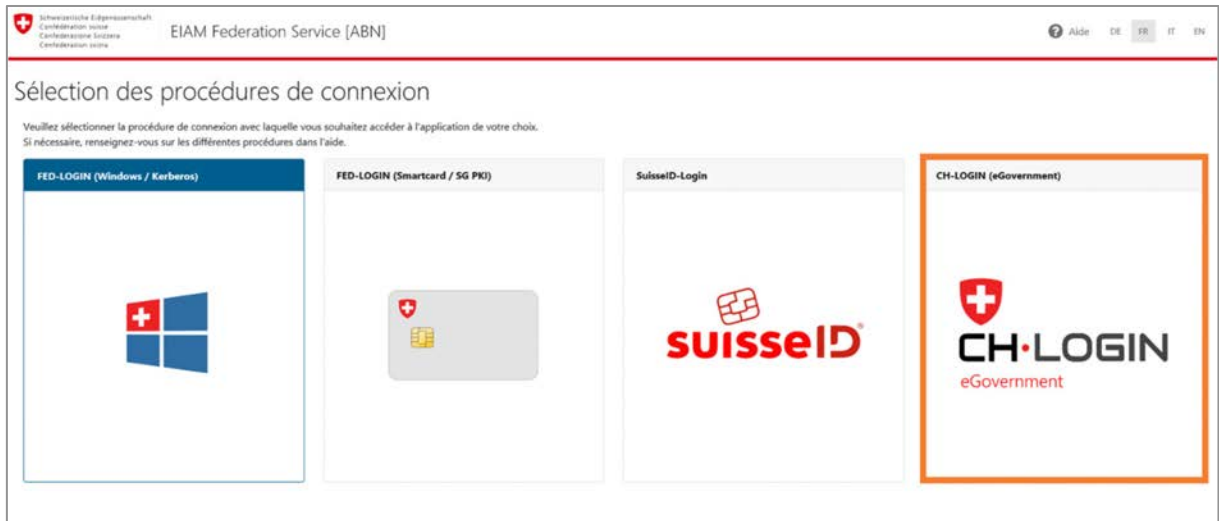 Schweizerische Eidgenossenschaft
Confédération suisse
Confederazione Svizzera
Confederaziun svizra
EIAM Federation Service [ABN]
Aide DE FR IT EN
Sélection des procédures de connexion
Veuillez sélectionner la procédure de connexion avec laquelle vous souhaitez accéder à l'application de votre choix.
Si nécessaire, renseignez-vous sur les différentes procédures dans l'aide.
FED-LOGIN (Windows / Kerberos)
FED-LOGIN (Smartcard / SG PKI)
SuisseID-Login
CH-LOGIN (eGovernment)
suisseID
CH·LOGIN
eGovernment